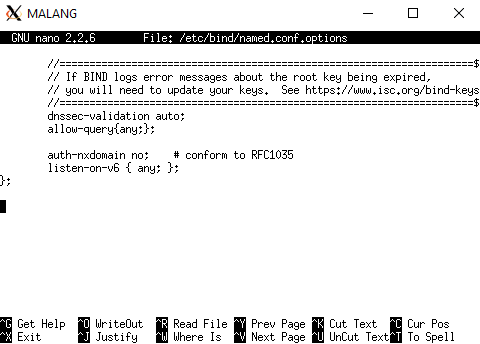 MALANG
GNU nano 2.2.6 File: /etc/bind/named.conf.options
//===================================================================$
// If BIND logs error messages about the root key being expired,
// you will need to update your keys.  See https://www.isc.org/bind-keys
//===================================================================$
dnssec-validation auto;
allow-query{any;};
auth-nxdomain no;    # conform to RFC1035
listen-on-v6 { any; };
};
^G Get Help ^O WriteOut ^R Read File ^Y Prev Page ^K Cut Text ^C Cur Pos
^X Exit ^J Justify ^W Where Is ^V Next Page ^U UnCut Text ^T To Spell